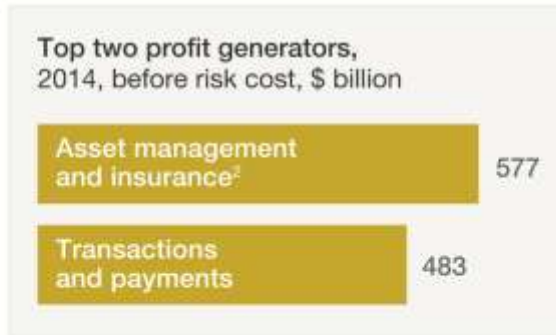 Top two profit generators,
2014, before risk cost, $ billion
Asset management
and insurance²
577
Transactions
and payments
483